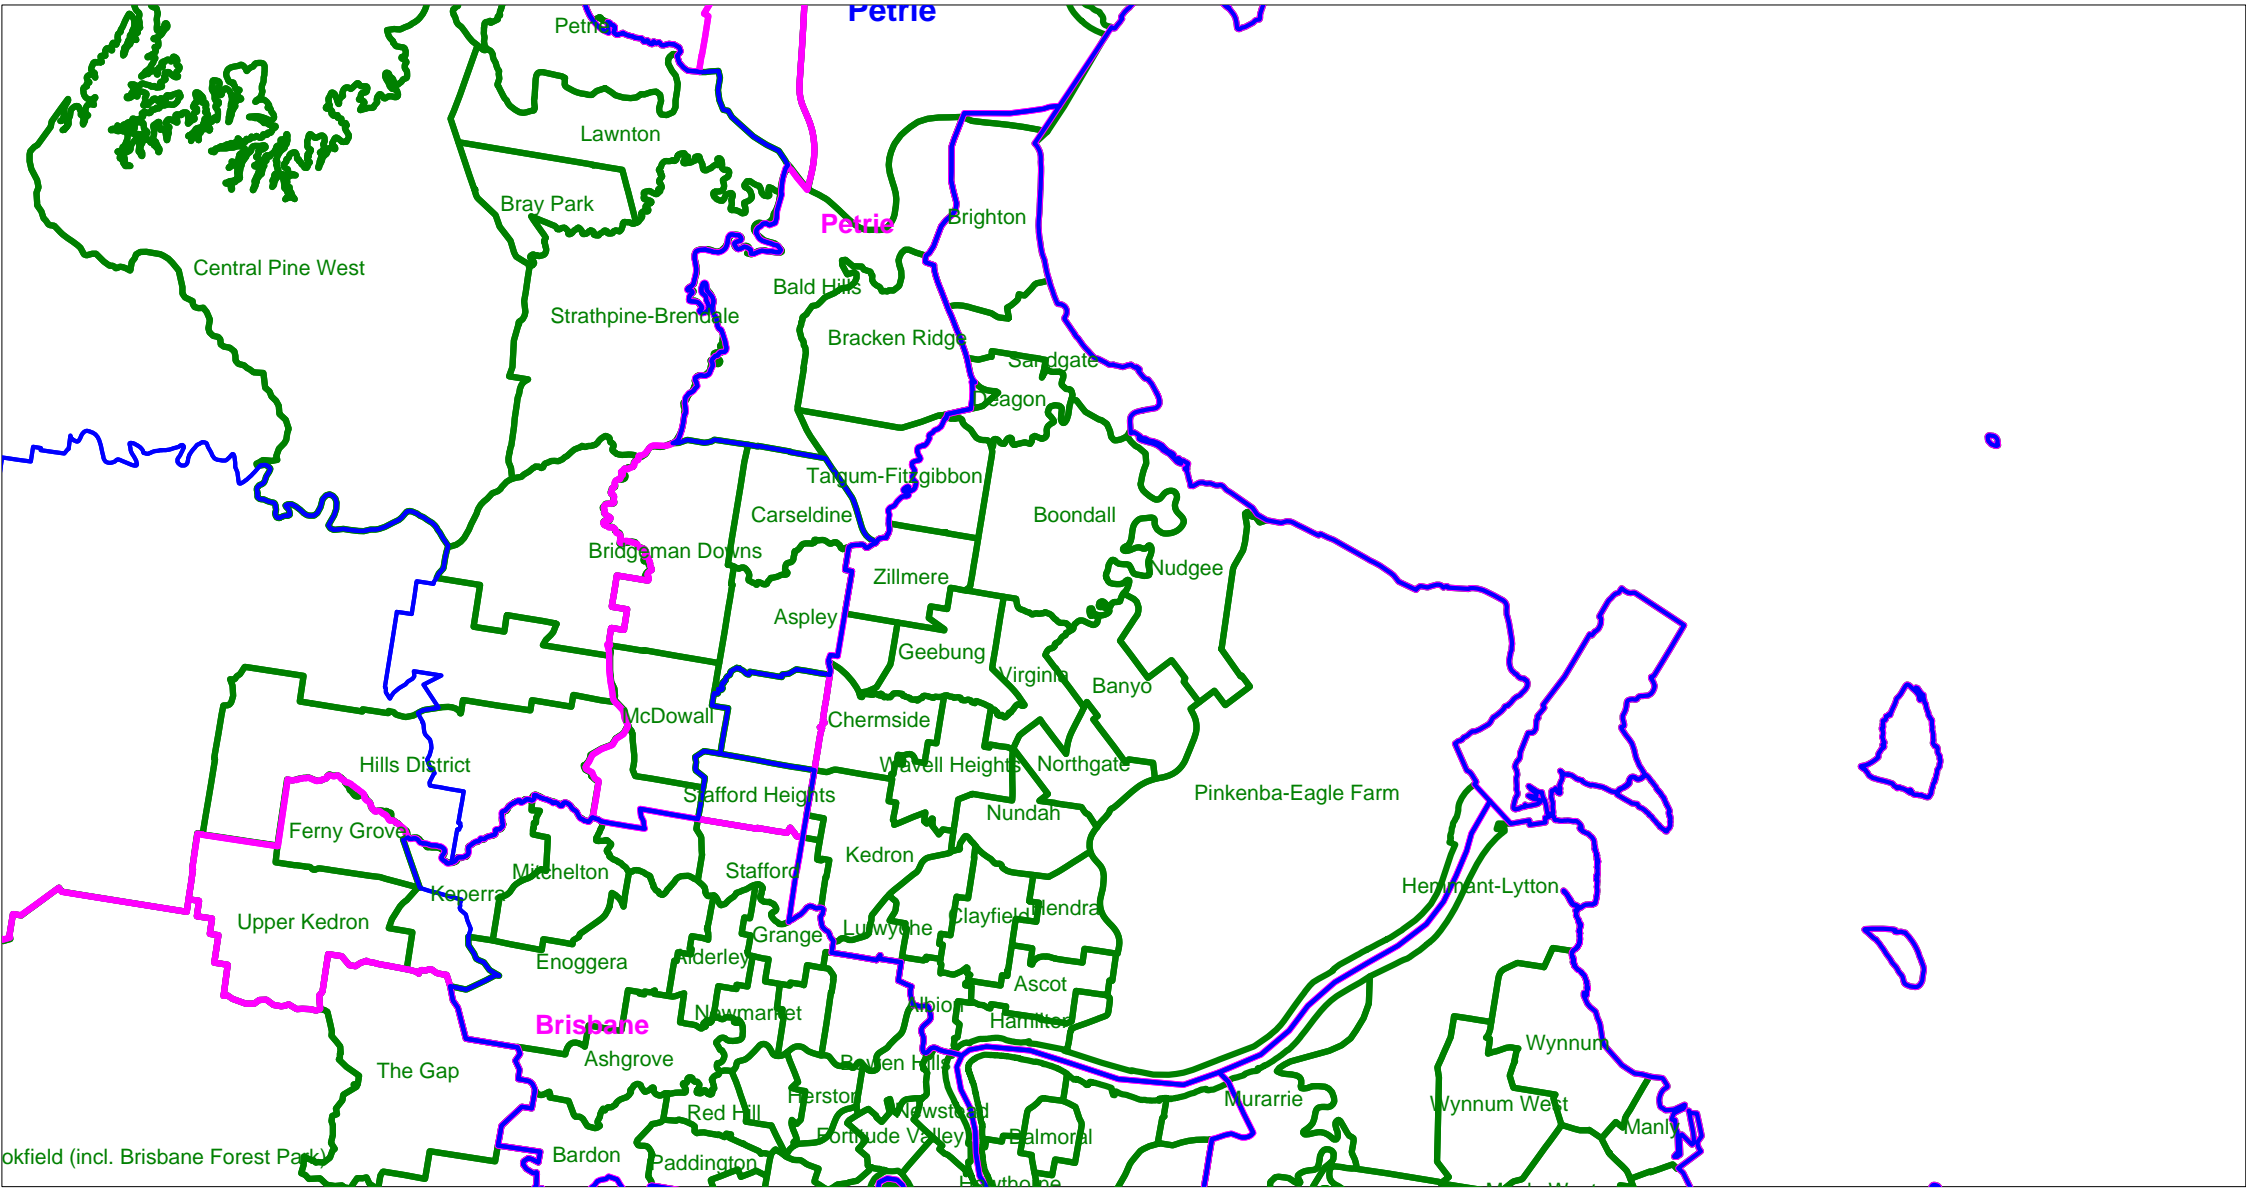 Petrie
Petrie
Lawnton
Bray Park
Petrie
Brighton
Central Pine West
Bald Hills
Strathpine-Brendale
Bracken Ridge
Sandgate
Deagon
Taigum-Fitzgibbon
Carseldine
Boondall
Bridgeman Downs
Nudgee
Zillmere
Aspley
Geebung
Virginia
Banyo
McDowall
Chermside
Hills District
Wavell Heights
Northgate
Stafford Heights
Pinkenba-Eagle Farm
Nundah
Ferny Grove
Kedron
Mitchelton
Stafford
Keperra
Hemmant-Lytton
Upper Kedron
Clayfield
Hendra
Grange
Lutwyche
Enoggera
Alderley
Ascot
Albion
Newmarket
Hamilton
Brisbane
Ashgrove
Wynnum
The Gap
Bowen Hills
Herston
Murarrie
Wynnum West
Red Hill
Newstead
Fortitude Valley
Balmoral
Manly
Bardon
okfield (incl. Brisbane Forest Park)
Paddington
Hawthorne
Manly West